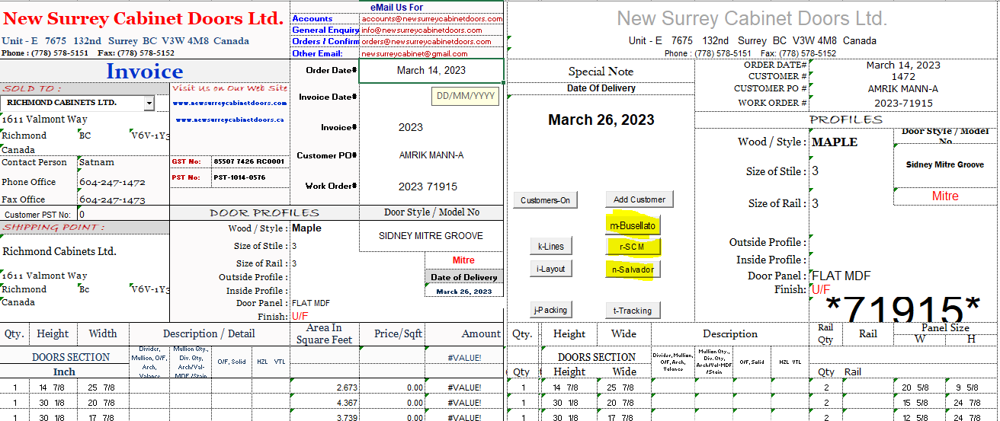 New Surrey Cabinet Doors Ltd.
Unit - E 7675 132nd Surrey BC V3W 4M8 Canada
Phone : (778) 578-5151 Fax: (778) 578-5152
eMail Us For
Accounts accounts@newsurreycabinetdoors.com
General Enquiry info@newsurreycabinetdoors.com
Orders / Confirm orders@newsurreycabinetdoors.com
Other Email: newsurreycabinet@gmail.com
Invoice
Order Date# March 14, 2023
SOLD TO :
RICHMOND CABINETS LTD.
1611 Valmont Way
Richmond BC V6V-1Y3
Canada
Visit us on Our Web Site
www.newsurreycabinetdoors.com
www.newsurreycabinetdoors.ca
Invoice Date# DD/MM/YYYY
Invoice# 2023
Customer PO# AMRIK MANN-A
Work Order# 2023 71915
Contact Person Satnam
Phone Office 604-247-1472
Fax Office 604-247-1473
Customer PST No: 0
GST No: 85507 7426 RC0001
PST No: PST-1014-0576
SHIPPING POINT :
Richmond Cabinets Ltd.
1611 Valmont Way
Richmond Bc V6V-1Y3
Canada
DOOR PROFILES
Door Style / Model No
Wood / Style : Maple
SIDNEY MITRE GROOVE
Size of Stile : 3
Size of Rail : 3
Mitre
Outside Profile :
Date of Delivery
Inside Profile :
March 26, 2023
Door Panel : FLAT MDF
Finish: U/F
Qty. Height Width Description / Detail Area In Square Feet Price/Sqft Amount
DOORS SECTION
Divider, Mullion, O/F, Arch, Valance
Mullion Qty., Div. Qty, Arch/Val-MDF /Stain
O/F, Solid
HZL VTL
#VALUE!
Inch
1 14 7/8 25 7/8 2.673 0.00 #VALUE!
1 30 1/8 20 7/8 4.367 0.00 #VALUE!
1 30 1/8 17 7/8 3.739 0.00 #VALUE!
New Surrey Cabinet Doors Ltd.
Unit - E 7675 132nd Surrey BC V3W 4M8 Canada
Phone : (778) 578-5151 Fax: (778) 578-5152
Special Note
Date Of Delivery
March 26, 2023
ORDER DATE# March 14, 2023
CUSTOMER # 1472
CUSTOMER PO # AMRIK MANN-A
WORK ORDER # 2023-71915
PROFILES
Door Style / Model No
Wood / Style : MAPLE
Sidney Mitre Groove
Size of Stile : 3
Mitre
Size of Rail : 3
Customers-On
Add Customer
m-Busellato
k-Lines
r-SCM
i-Layout
n-Salvador
j-Packing
t-Tracking
Outside Profile :
Inside Profile :
Door Panel : FLAT MDF
Finish: U/F
*71915*
Qty. Height Wide Description Rail Qty Rail Panel Size
W H
DOORS SECTION
Divider, Mullion, O/F, Arch, Valance
Mullion Qty., Div. Qty, Arch/Val-MDF /Stain
O/F, Solid
HZL VTL
Qty Height Wide Qty Rail
1 14 7/8 25 7/8 2 20 5/8 9 5/8
1 30 1/8 20 7/8 2 15 5/8 24 7/8
1 30 1/8 17 7/8 2 12 5/8 24 7/8